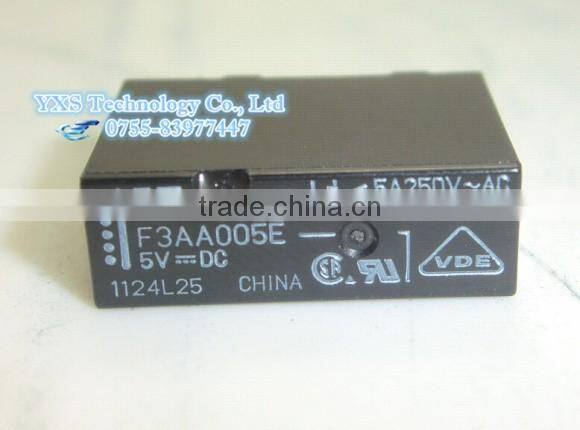 YXS Technology Co., Ltd
0755-83977447
5A250V~AC
trade.china.cn
F3AA005E
5V⎓DC
1124L25 CHINA
VDE